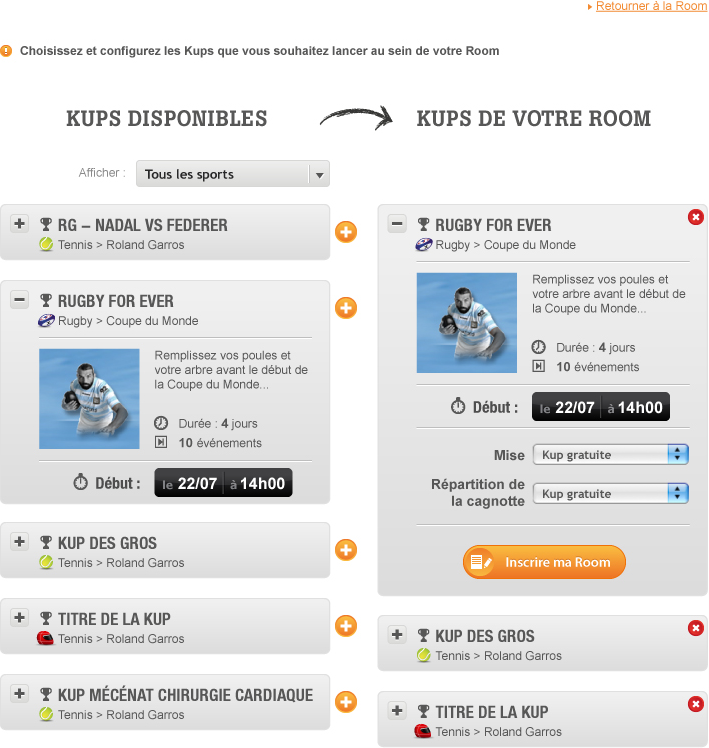 Retourner à la Room
Choisissez et configurez les Kups que vous souhaitez lancer au sein de votre Room
KUPS DISPONIBLES
KUPS DE VOTRE ROOM
Afficher :
Tous les sports
RG – NADAL VS FEDERER
Tennis > Roland Garros
RUGBY FOR EVER
Rugby > Coupe du Monde
Remplissez vos poules et
votre arbre avant le début de
la Coupe du Monde...
Durée : 4 jours
10 événements
Début :
le 22/07 à 14h00
KUP DES GROS
Tennis > Roland Garros
TITRE DE LA KUP
Tennis > Roland Garros
KUP MÉCÉNAT CHIRURGIE CARDIAQUE
Tennis > Roland Garros
RUGBY FOR EVER
Rugby > Coupe du Monde
Remplissez vos poules et
votre arbre avant le début de
la Coupe du Monde...
Durée : 4 jours
10 événements
Début :
le 22/07 à 14h00
Mise
Kup gratuite
Répartition de
la cagnotte
Kup gratuite
Inscrire ma Room
KUP DES GROS
Tennis > Roland Garros
TITRE DE LA KUP
Tennis > Roland Garros